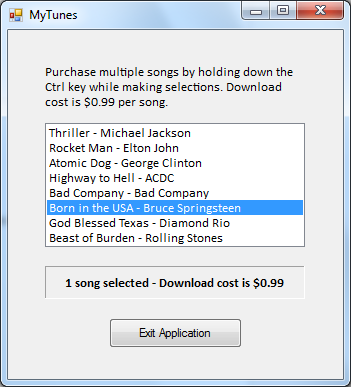 MyTunes
Purchase multiple songs by holding down the
Ctrl key while making selections. Download
cost is $0.99 per song.
Thriller - Michael Jackson
Rocket Man - Elton John
Atomic Dog - George Clinton
Highway to Hell - ACDC
Bad Company - Bad Company
Born in the USA - Bruce Springsteen
God Blessed Texas - Diamond Rio
Beast of Burden - Rolling Stones
1 song selected - Download cost is $0.99
Exit Application